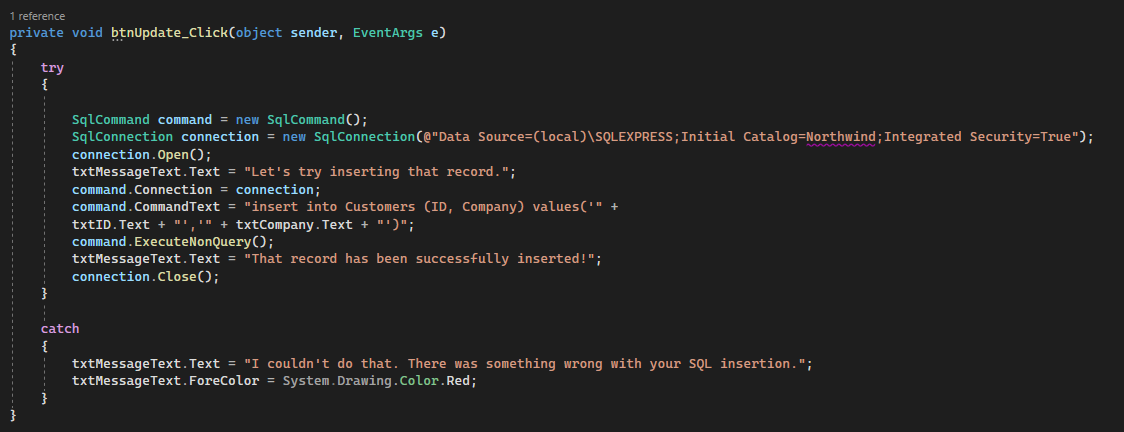 1 reference
private void btnUpdate_Click(object sender, EventArgs e)
{
try
{
SqlCommand command = new SqlCommand();
SqlConnection connection = new SqlConnection(@"Data Source=(local)\SQLEXPRESS;Initial Catalog=Northwind;Integrated Security=True");
connection.Open();
txtMessageText.Text = "Let's try inserting that record.";
command.Connection = connection;
command.CommandText = "insert into Customers (ID, Company) values('" +
txtID.Text + "','" + txtCompany.Text + "')";
command.ExecuteNonQuery();
txtMessageText.Text = "That record has been successfully inserted!";
connection.Close();
}
catch
{
txtMessageText.Text = "I couldn't do that. There was something wrong with your SQL insertion.";
txtMessageText.ForeColor = System.Drawing.Color.Red;
}
}